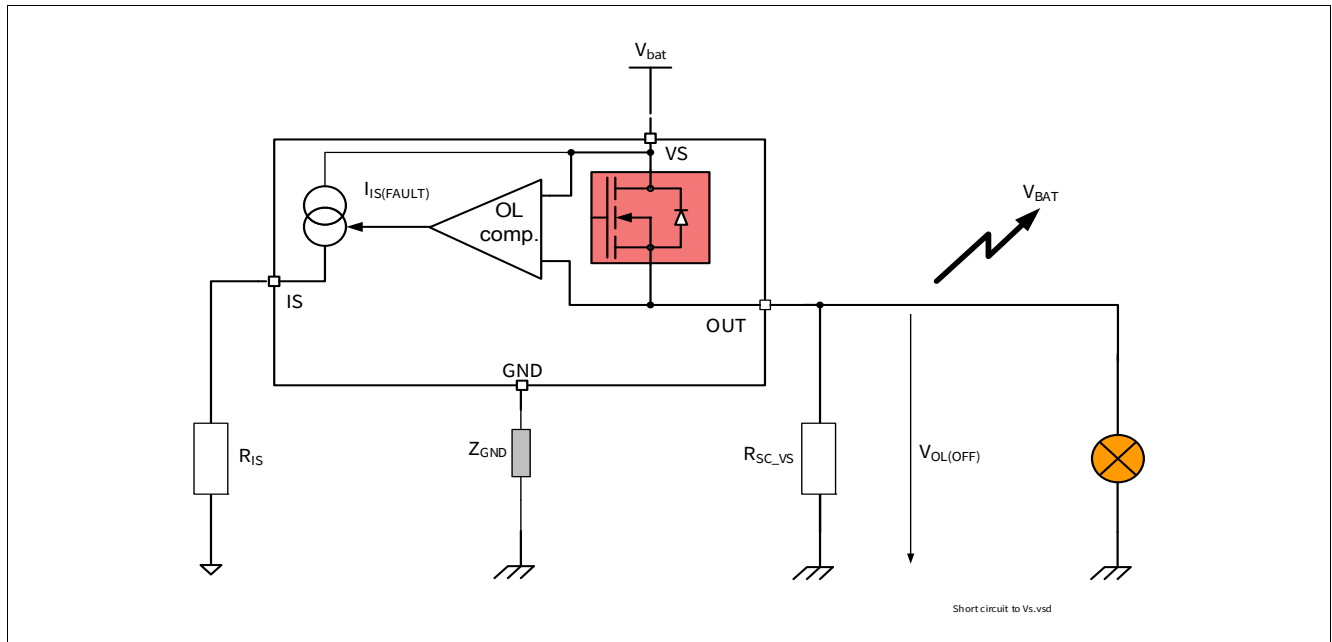 Vbat
VS
IIS(FAULT)
OL
comp.
VBAT
IS
OUT
GND
RIS
ZGND
RSC_VS
VOL(OFF)
Short circuit to Vs.vsd